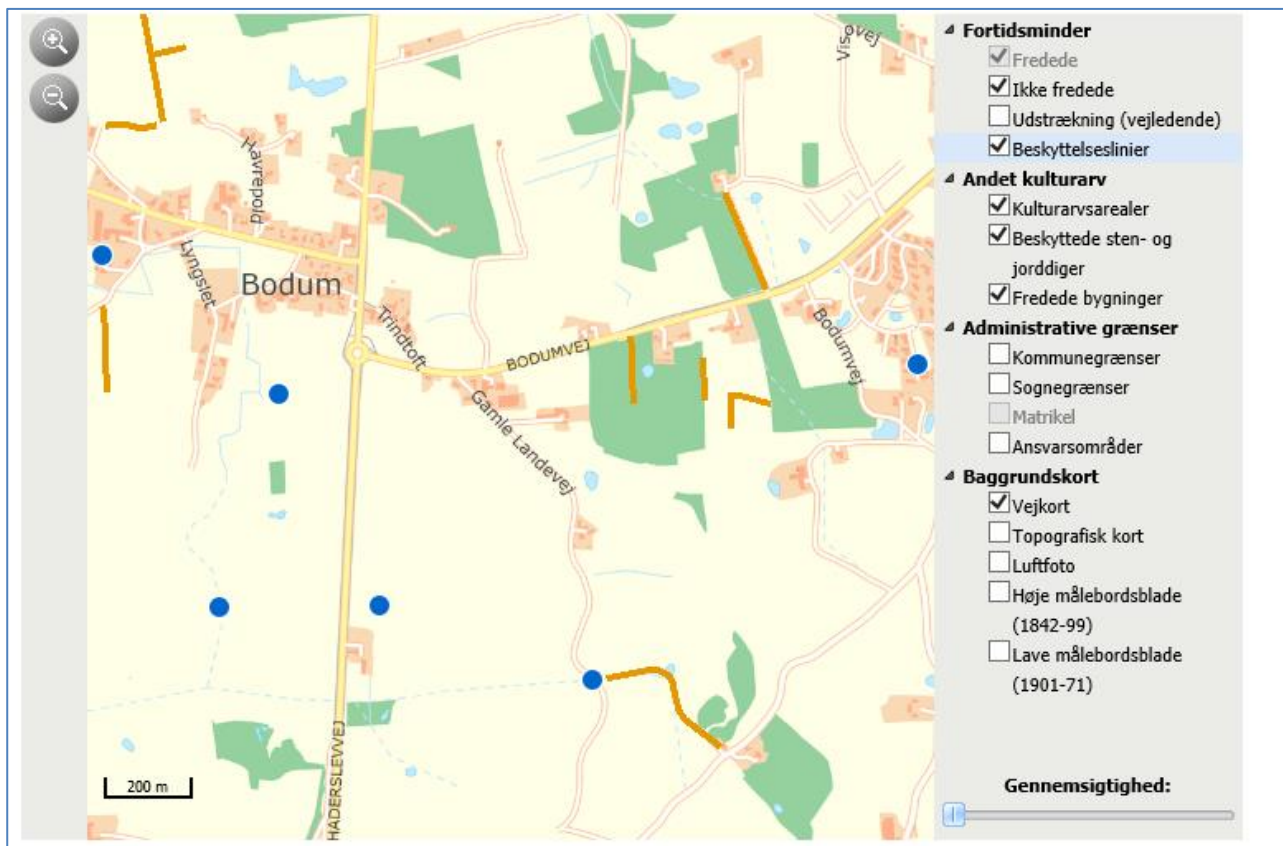 Visovej
Havrepold
Lyngslet
Bodum
Trindtoft
BODUMVEJ
Bodumvej
Gamle Landevej
HADERSLEVVEJ
200 m
Fortidsminder
Fredede
Ikke fredede
Udstrækning (vejledende)
Beskyttelseslinier
Andet kulturarv
Kulturarvsarealer
Beskyttede sten- og
jorddiger
Fredede bygninger
Administrative grænser
Kommunegrænser
Sognegrænser
Matrikel
Ansvarsområder
Baggrundskort
Vejkort
Topografisk kort
Luftfoto
Høje målebordsblade
(1842-99)
Lave målebordsblade
(1901-71)
Gennemsigtighed: